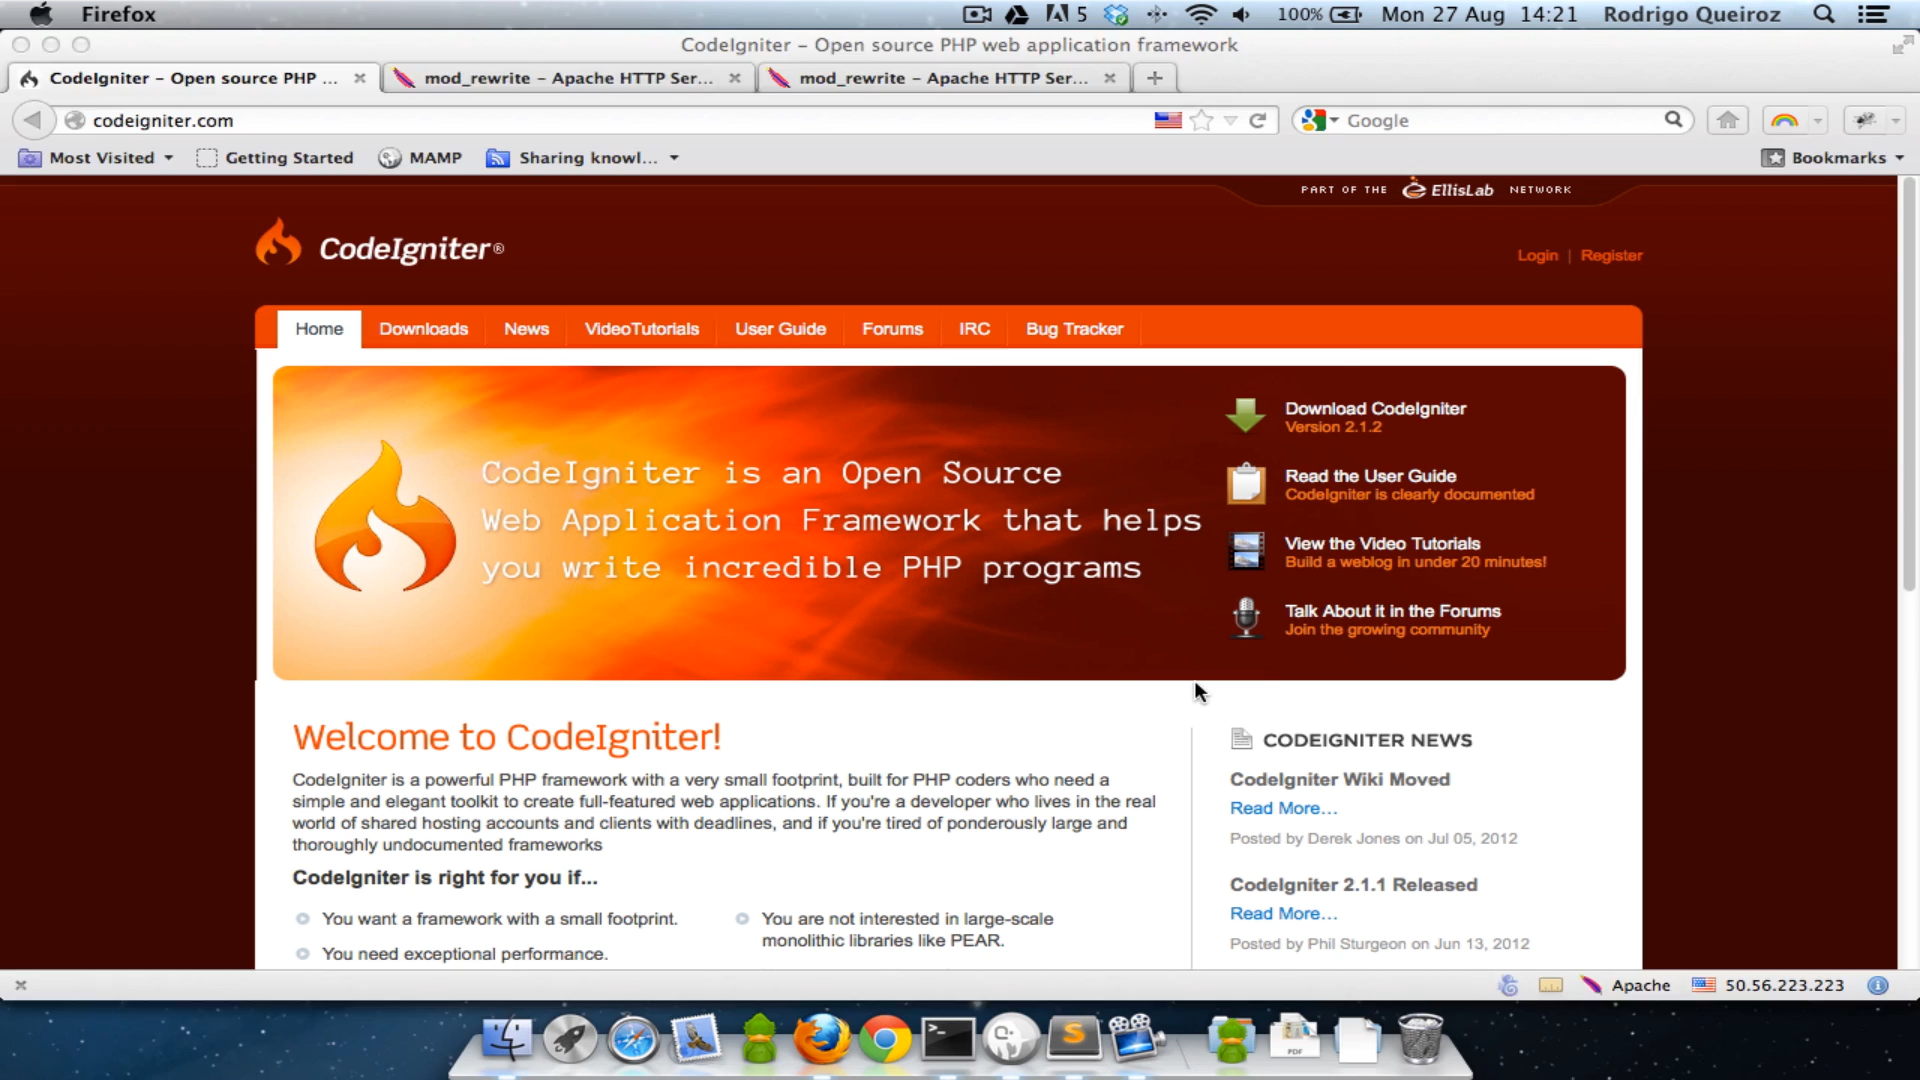 Firefox
5
100%
Mon 27 Aug 14:21
Rodrigo Queiroz
CodeIgniter – Open source PHP web application framework
CodeIgniter – Open source PHP ...
mod_rewrite – Apache HTTP Ser...
mod_rewrite – Apache HTTP Ser...
codeigniter.com
Google
Most Visited
Getting Started
MAMP
Sharing knowl...
Bookmarks
PART OF THE EllisLab NETWORK
CodeIgniter®
Login | Register
Home
Downloads
News
VideoTutorials
User Guide
Forums
IRC
Bug Tracker
CodeIgniter is an Open Source
Web Application Framework that helps
you write incredible PHP programs
Download CodeIgniter
Version 2.1.2
Read the User Guide
CodeIgniter is clearly documented
View the Video Tutorials
Build a weblog in under 20 minutes!
Talk About it in the Forums
Join the growing community
Welcome to CodeIgniter!
CodeIgniter is a powerful PHP framework with a very small footprint, built for PHP coders who need a
simple and elegant toolkit to create full-featured web applications. If you're a developer who lives in the real
world of shared hosting accounts and clients with deadlines, and if you're tired of ponderously large and
thoroughly undocumented frameworks
CodeIgniter is right for you if...
You want a framework with a small footprint.
You need exceptional performance.
You are not interested in large-scale
monolithic libraries like PEAR.
CODEIGNITER NEWS
CodeIgniter Wiki Moved
Read More...
Posted by Derek Jones on Jul 05, 2012
CodeIgniter 2.1.1 Released
Read More...
Posted by Phil Sturgeon on Jun 13, 2012
Apache
50.56.223.223
PDF